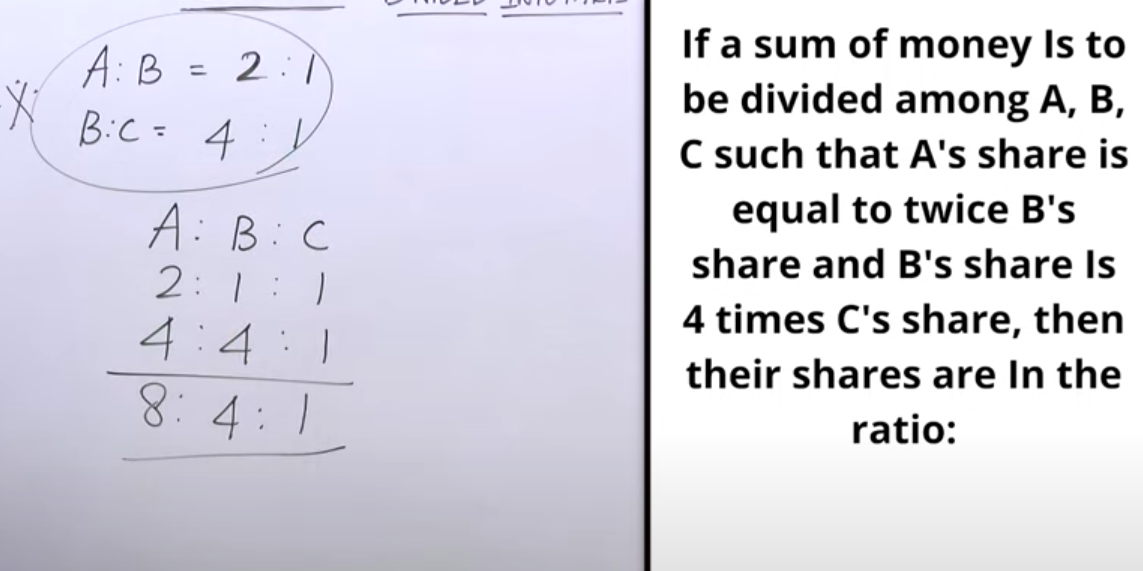 A : B = 2 : 1
B : C = 4 : 1
A : B : C
2 : 1 : 1
4 : 4 : 1
8 : 4 : 1
If a sum of money Is to
be divided among A, B,
C such that A's share is
equal to twice B's
share and B's share Is
4 times C's share, then
their shares are In the
ratio: